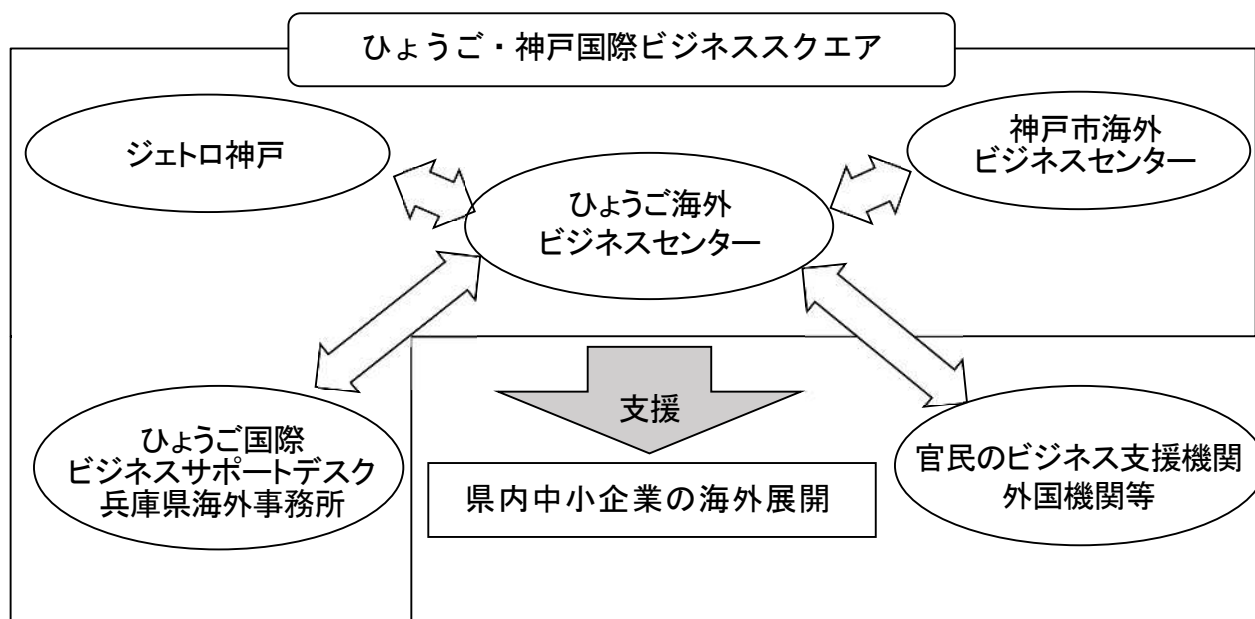 ひょうご・神戸国際ビジネススクエア
ジェトロ神戸
神戸市海外
ビジネスセンター
ひょうご海外
ビジネスセンター
支援
ひょうご国際
ビジネスサポートデスク
兵庫県海外事務所
県内中小企業の海外展開
官民のビジネス支援機関
外国機関等